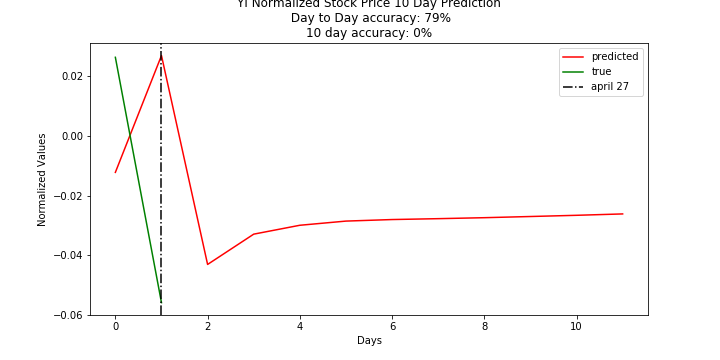 YI Normalized Stock Price 10 Day Prediction
Day to Day accuracy: 79%
10 day accuracy: 0%
predicted
true
april 27
Normalized Values
0.02
0.00
−0.02
−0.04
−0.06
0 2 4 6 8 10
Days